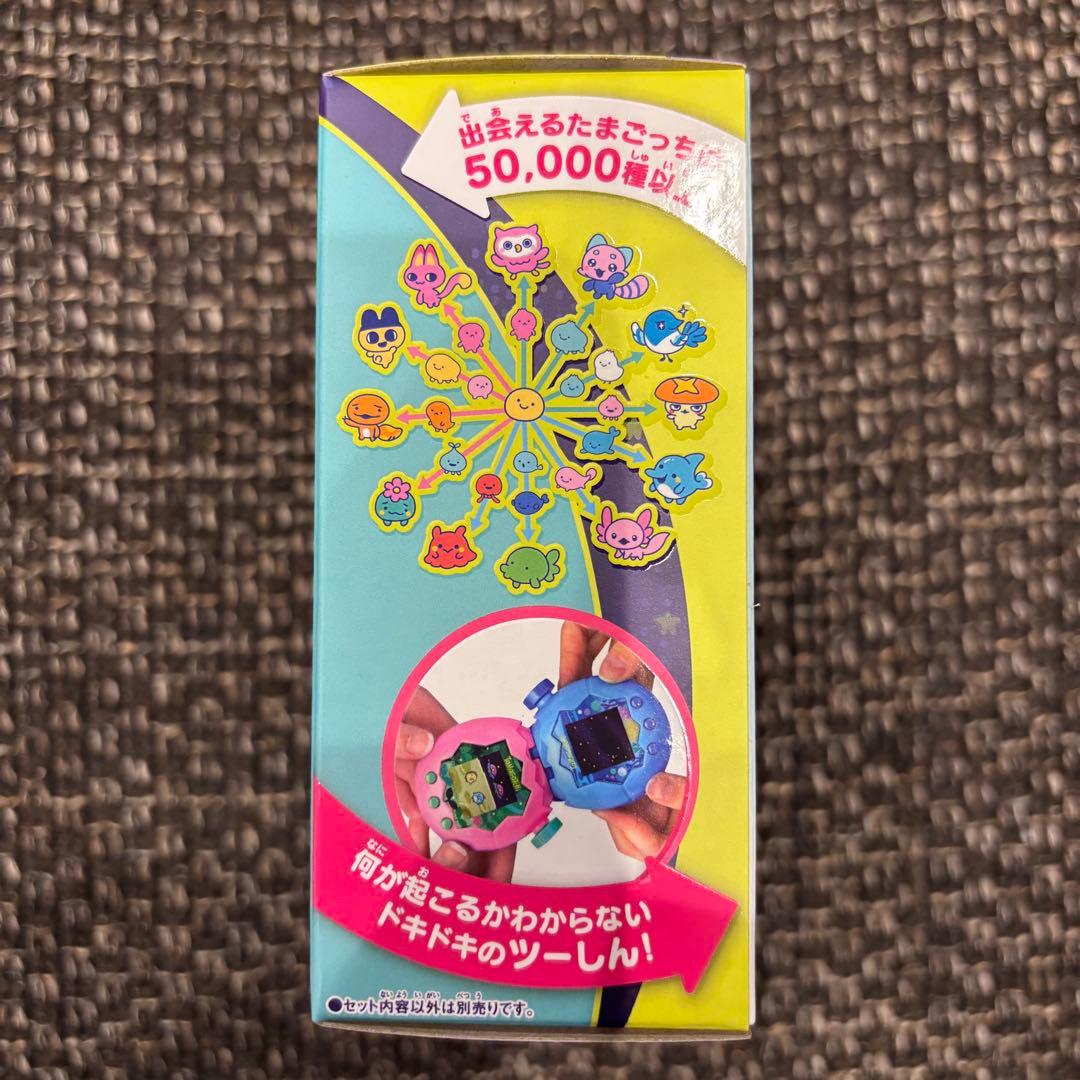 出会えるたまごっち
50,000種以
何が起こるかわからない
ドキドキのツーしん!
●セット内容以外は別売りです。